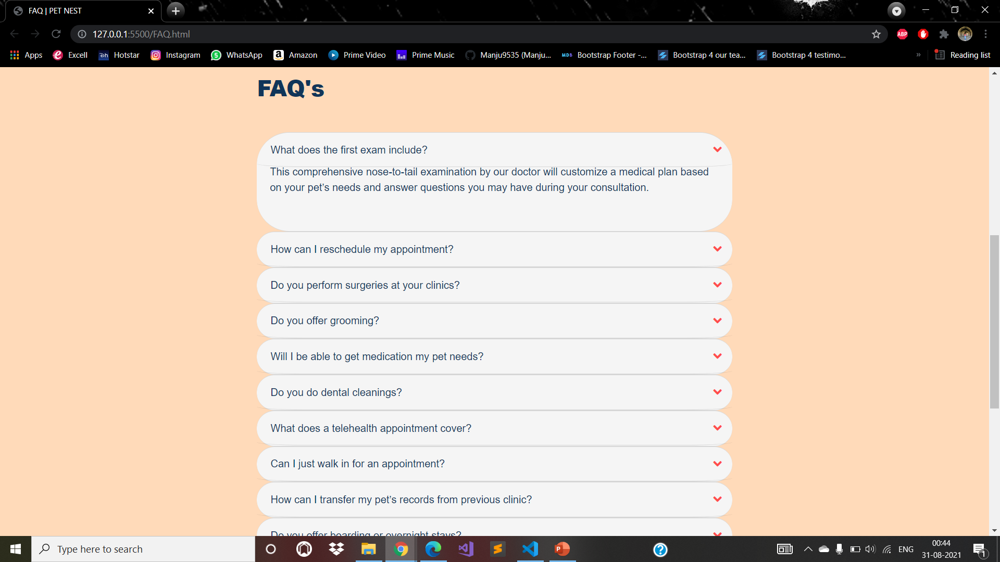 FAQ | PET NEST
127.0.0.1:5500/FAQ.html
ABP
Apps
Excell
Hotstar
Instagram
WhatsApp
Amazon
Prime Video
Prime Music
Manju9535 (Manju...
MDB
Bootstrap Footer -...
Bootstrap 4 our tea...
Bootstrap 4 testimo...
»
Reading list
FAQ's
What does the first exam include?
This comprehensive nose-to-tail examination by our doctor will customize a medical plan based
on your pet’s needs and answer questions you may have during your consultation.
How can I reschedule my appointment?
Do you perform surgeries at your clinics?
Do you offer grooming?
Will I be able to get medication my pet needs?
Do you do dental cleanings?
What does a telehealth appointment cover?
Can I just walk in for an appointment?
How can I transfer my pet’s records from previous clinic?
Do you offer boarding or overnight stays?
Type here to search
ENG
00:44
31-08-2021
1